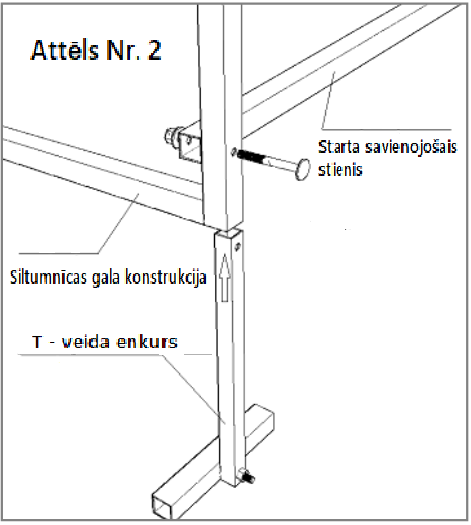 Attēls Nr. 2
Starta savienojošais
stienis
Siltumnīcas gala konstrukcija
T - veida enkurs